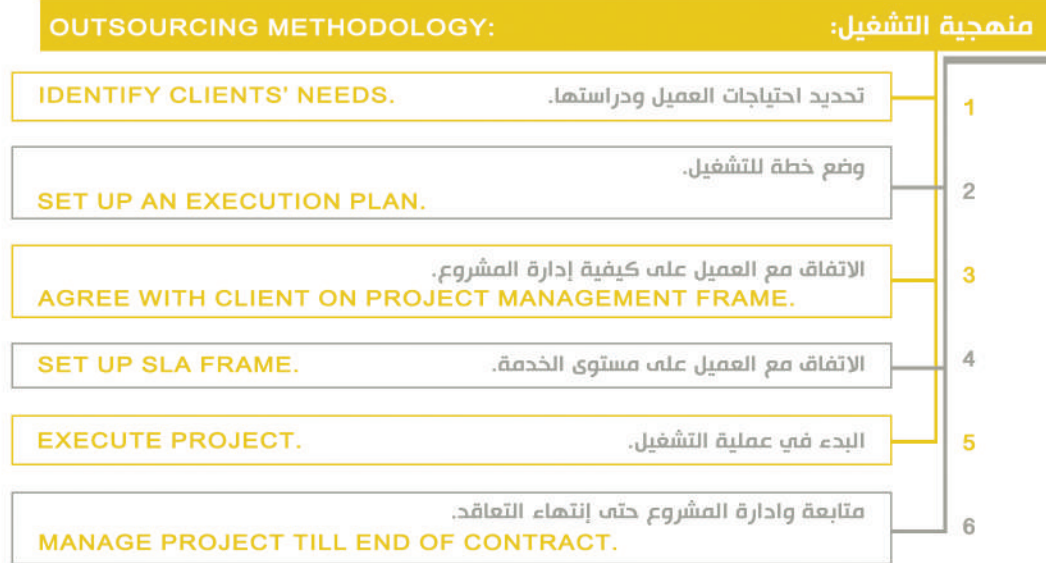 OUTSOURCING METHODOLOGY:
منهجية التشغيل:
IDENTIFY CLIENTS' NEEDS.
تحديد احتياجات العميل ودراستها.
1
وضع خطة للتشغيل.
SET UP AN EXECUTION PLAN.
2
الاتفاق مع العميل على كيفية إدارة المشروع.
AGREE WITH CLIENT ON PROJECT MANAGEMENT FRAME.
3
SET UP SLA FRAME.
الاتفاق مع العميل على مستوى الخدمة.
4
EXECUTE PROJECT.
البدء في عملية التشغيل.
5
متابعة وادارة المشروع حتى إنتهاء التعاقد.
MANAGE PROJECT TILL END OF CONTRACT.
6